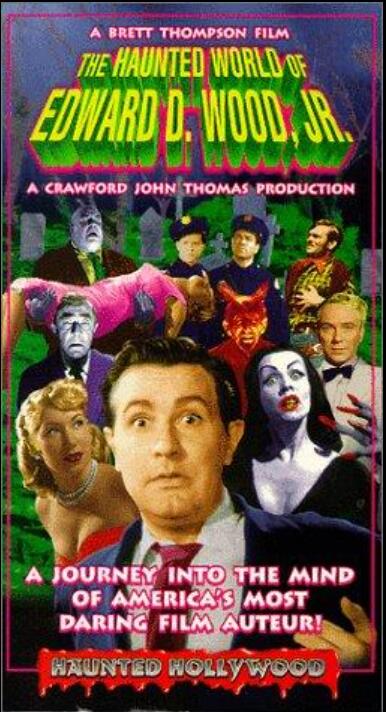 A BRETT THOMPSON FILM
THE HAUNTED WORLD OF
EDWARD D. WOOD, JR.
A CRAWFORD JOHN THOMAS PRODUCTION
A JOURNEY INTO THE MIND
OF AMERICA'S MOST
DARING FILM AUTEUR!
HAUNTED HOLLYWOOD